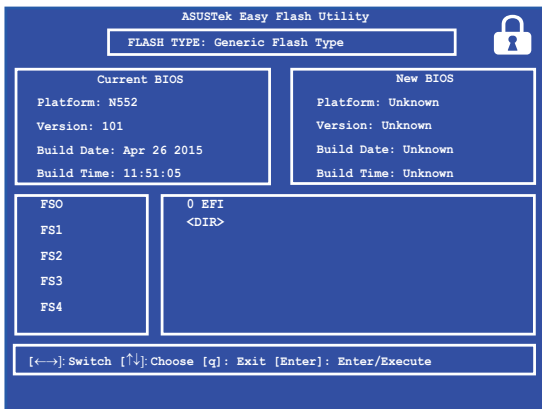 ASUSTek Easy Flash Utility
FLASH TYPE: Generic Flash Type
Current BIOS
Platform: N552
Version: 101
Build Date: Apr 26 2015
Build Time: 11:51:05
New BIOS
Platform: Unknown
Version: Unknown
Build Date: Unknown
Build Time: Unknown
FSO
FS1
FS2
FS3
FS4
0 EFI
<DIR>
[←→]: Switch [↑↓]: Choose [q]: Exit [Enter]: Enter/Execute